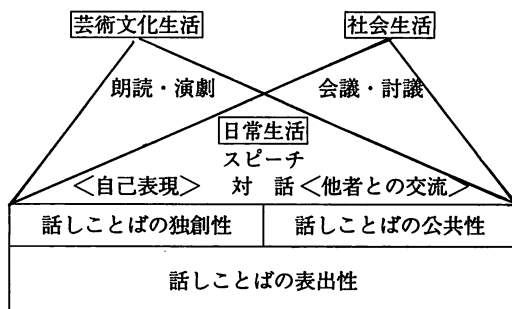 芸術文化生活 社会生活
朗読・演劇 会議・討議
日常生活
スピーチ
<自己表現> 対 話 <他者との交流>
話しことばの独創性 話しことばの公共性
話しことばの表出性